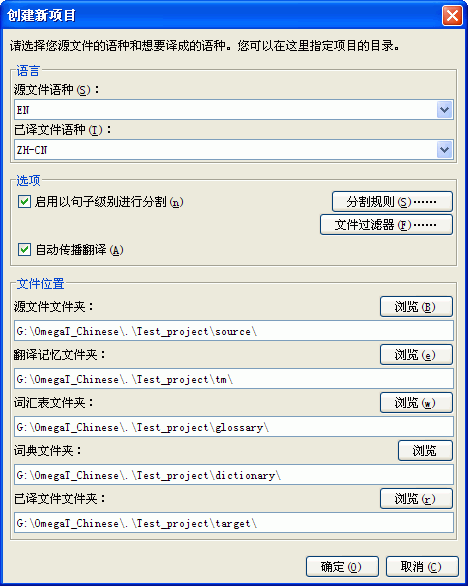 创建新项目
请选择您源文件的语种和想要译成的语种。您可以在这里指定项目的目录。
语言
源文件语种(S)：
EN
已译文件语种(T)：
ZH-CN
选项
启用以句子级别进行分割(n)
分割规则(S)……
文件过滤器(F)……
自动传播翻译(A)
文件位置
源文件文件夹：
浏览(B)
G:\OmegaT_Chinese\.\Test_project\source\
翻译记忆文件夹：
浏览(e)
G:\OmegaT_Chinese\.\Test_project\tm\
词汇表文件夹：
浏览(w)
G:\OmegaT_Chinese\.\Test_project\glossary\
词典文件夹：
浏览
G:\OmegaT_Chinese\.\Test_project\dictionary\
已译文件文件夹：
浏览(r)
G:\OmegaT_Chinese\.\Test_project\target\
确定(O)
取消(C)